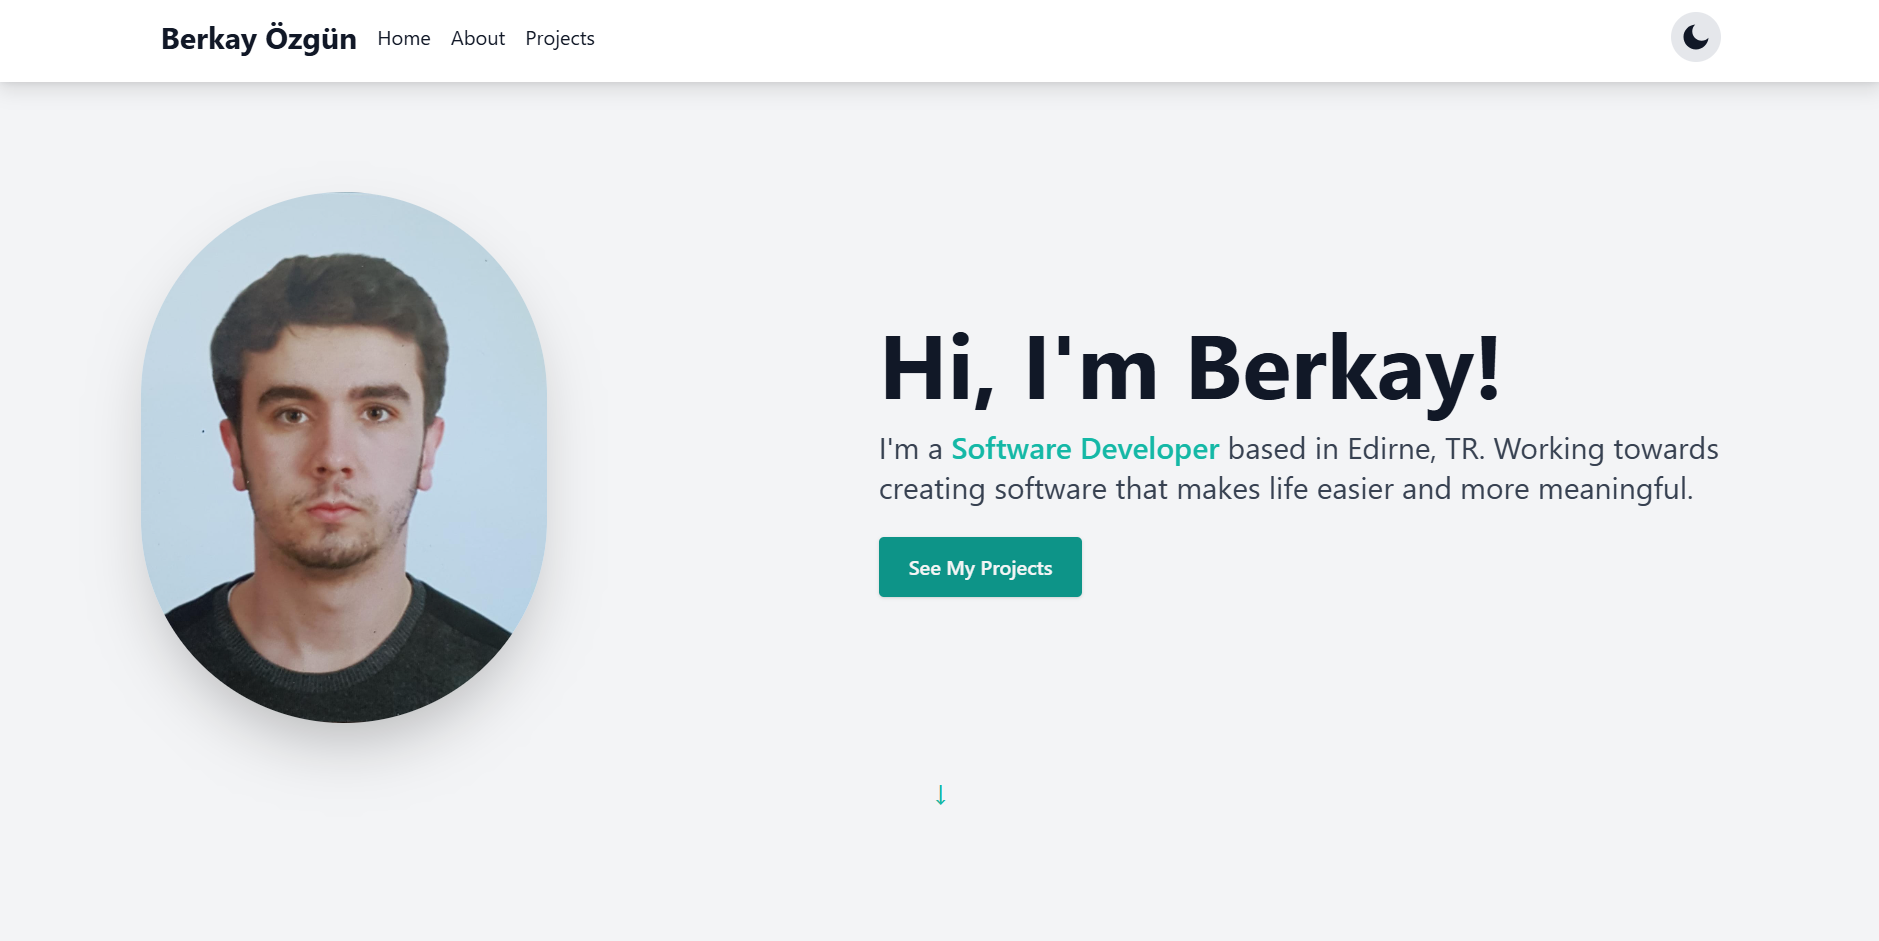 Berkay Özgün Home About Projects
Hi, I'm Berkay!
I'm a Software Developer based in Edirne, TR. Working towards
creating software that makes life easier and more meaningful.
See My Projects
↓